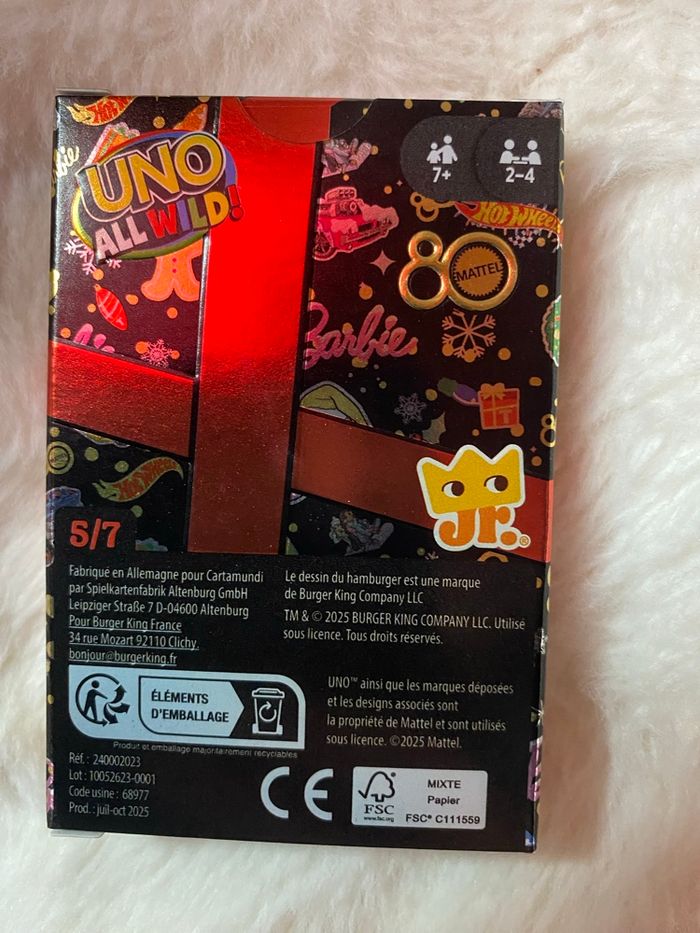 UNO
ALL WILD!
7+
2-4
HOT WHEELS
80
MATTEL
Barbie
Jr.®
5/7
Fabriqué en Allemagne pour Cartamundi
par Spielkartenfabrik Altenburg GmbH
Leipziger Straße 7 D-04600 Altenburg
Pour Burger King France
34 rue Mozart 92110 Clichy.
bonjour@burgerking.fr
Le dessin du hamburger est une marque
de Burger King Company LLC
TM & © 2025 BURGER KING COMPANY LLC. Utilisé
sous licence. Tous droits réservés.
ÉLÉMENTS
D'EMBALLAGE
Produit et emballage majoritairement recyclables
UNO™ ainsi que les marques déposées
et les designs associés sont
la propriété de Mattel et sont utilisés
sous licence. ©2025 Mattel.
Réf.: 240002023
Lot : 10052623-0001
Code usine : 68977
Prod. : juil-oct 2025
CE
FSC
www.fsc.org
MIXTE
Papier
FSC® C111559